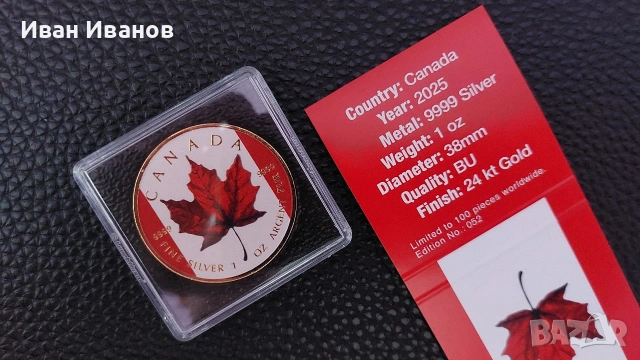 Иван Иванов
CANADA
9999
9999
FINE SILVER 1 OZ ARGENT PUR
Country: Canada
Year: 2025
Metal: 9999 Silver
Weight: 1 oz
Diameter: 38mm
Quality: BU
Finish: 24 kt Gold
Limited to 100 pieces worldwide.
Edition No.: 052
BAZAR